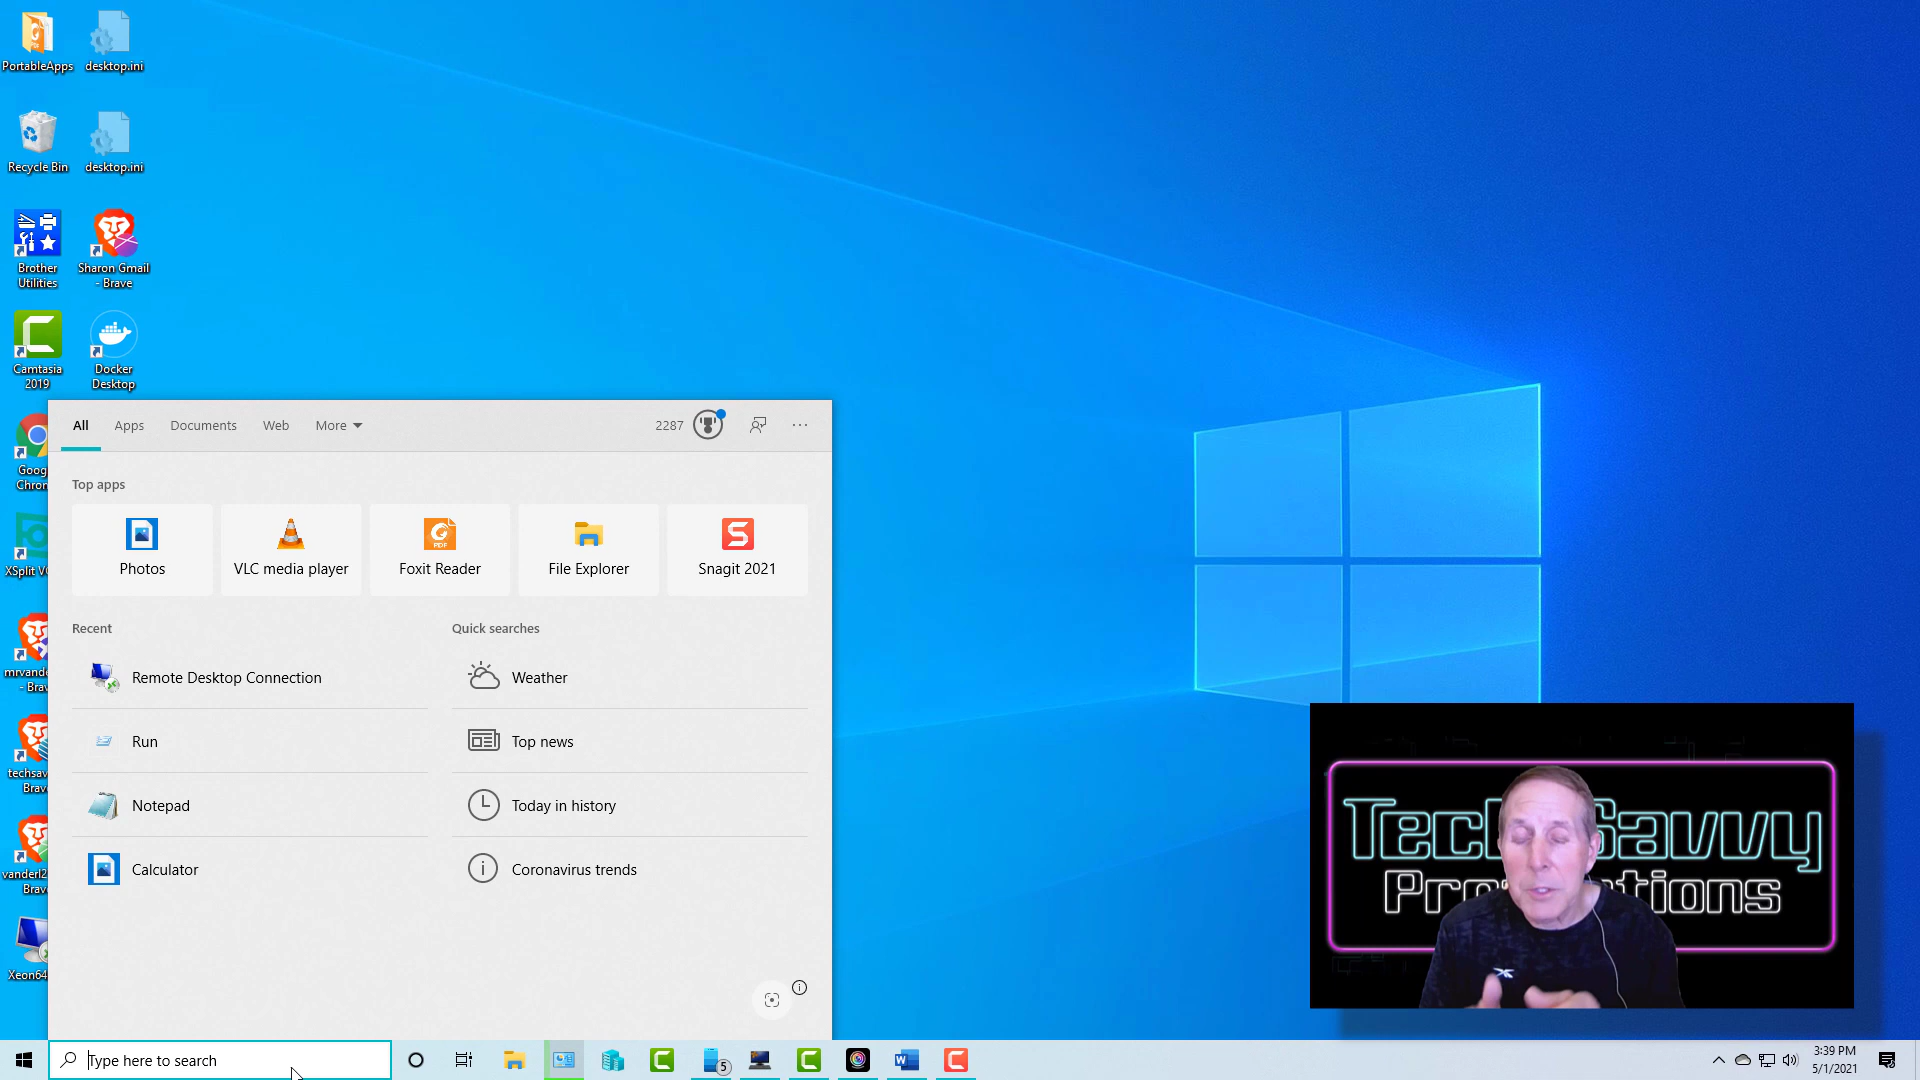 PortableApps
desktop.ini
Recycle Bin
desktop.ini
Brother
Utilities
Sharon Gmail
- Brave
Camtasia
2019
Docker
Desktop
All
Apps
Documents
Web
More
2287
Top apps
Photos
VLC media player
PDF
Foxit Reader
File Explorer
S
Snagit 2021
Recent
Quick searches
Remote Desktop Connection
Weather
Run
Top news
Notepad
Today in history
Calculator
Coronavirus trends
Type here to search
5
3:39 PM
5/1/2021